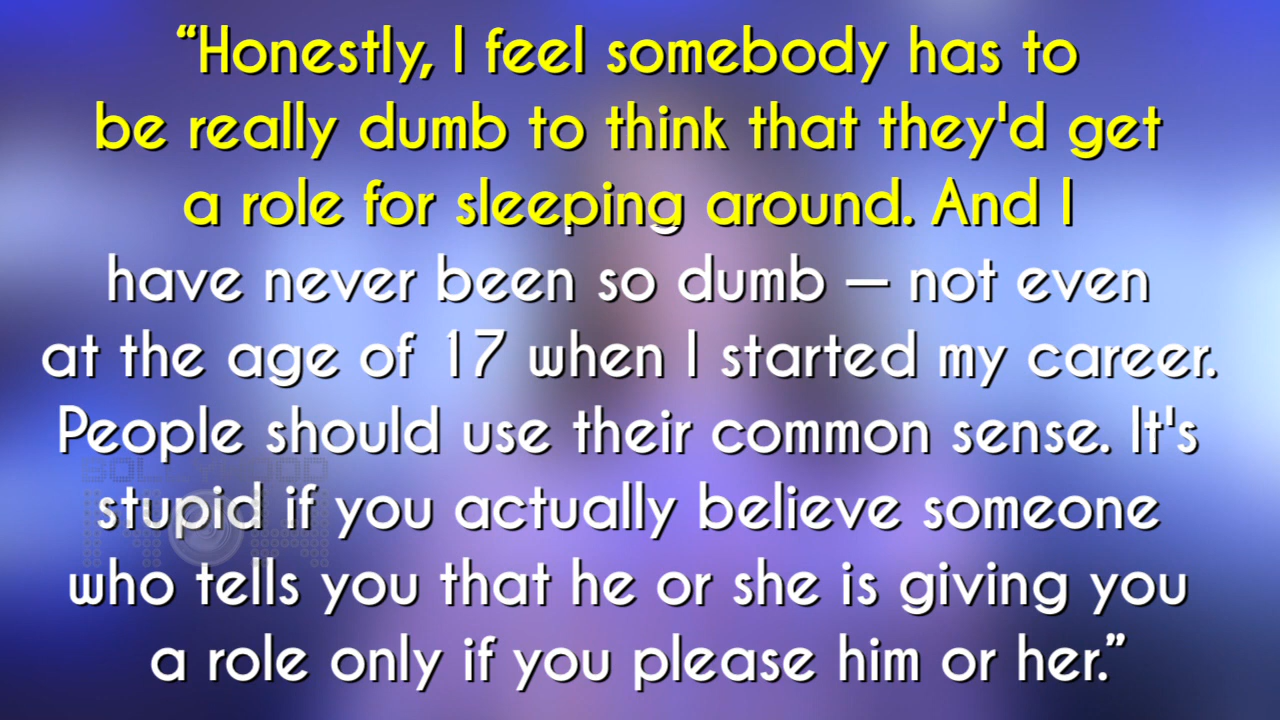 “Honestly, I feel somebody has to
be really dumb to think that they'd get
a role for sleeping around. And I
have never been so dumb – not even
at the age of 17 when I started my career.
People should use their common sense. It's
stupid if you actually believe someone
who tells you that he or she is giving you
a role only if you please him or her.”